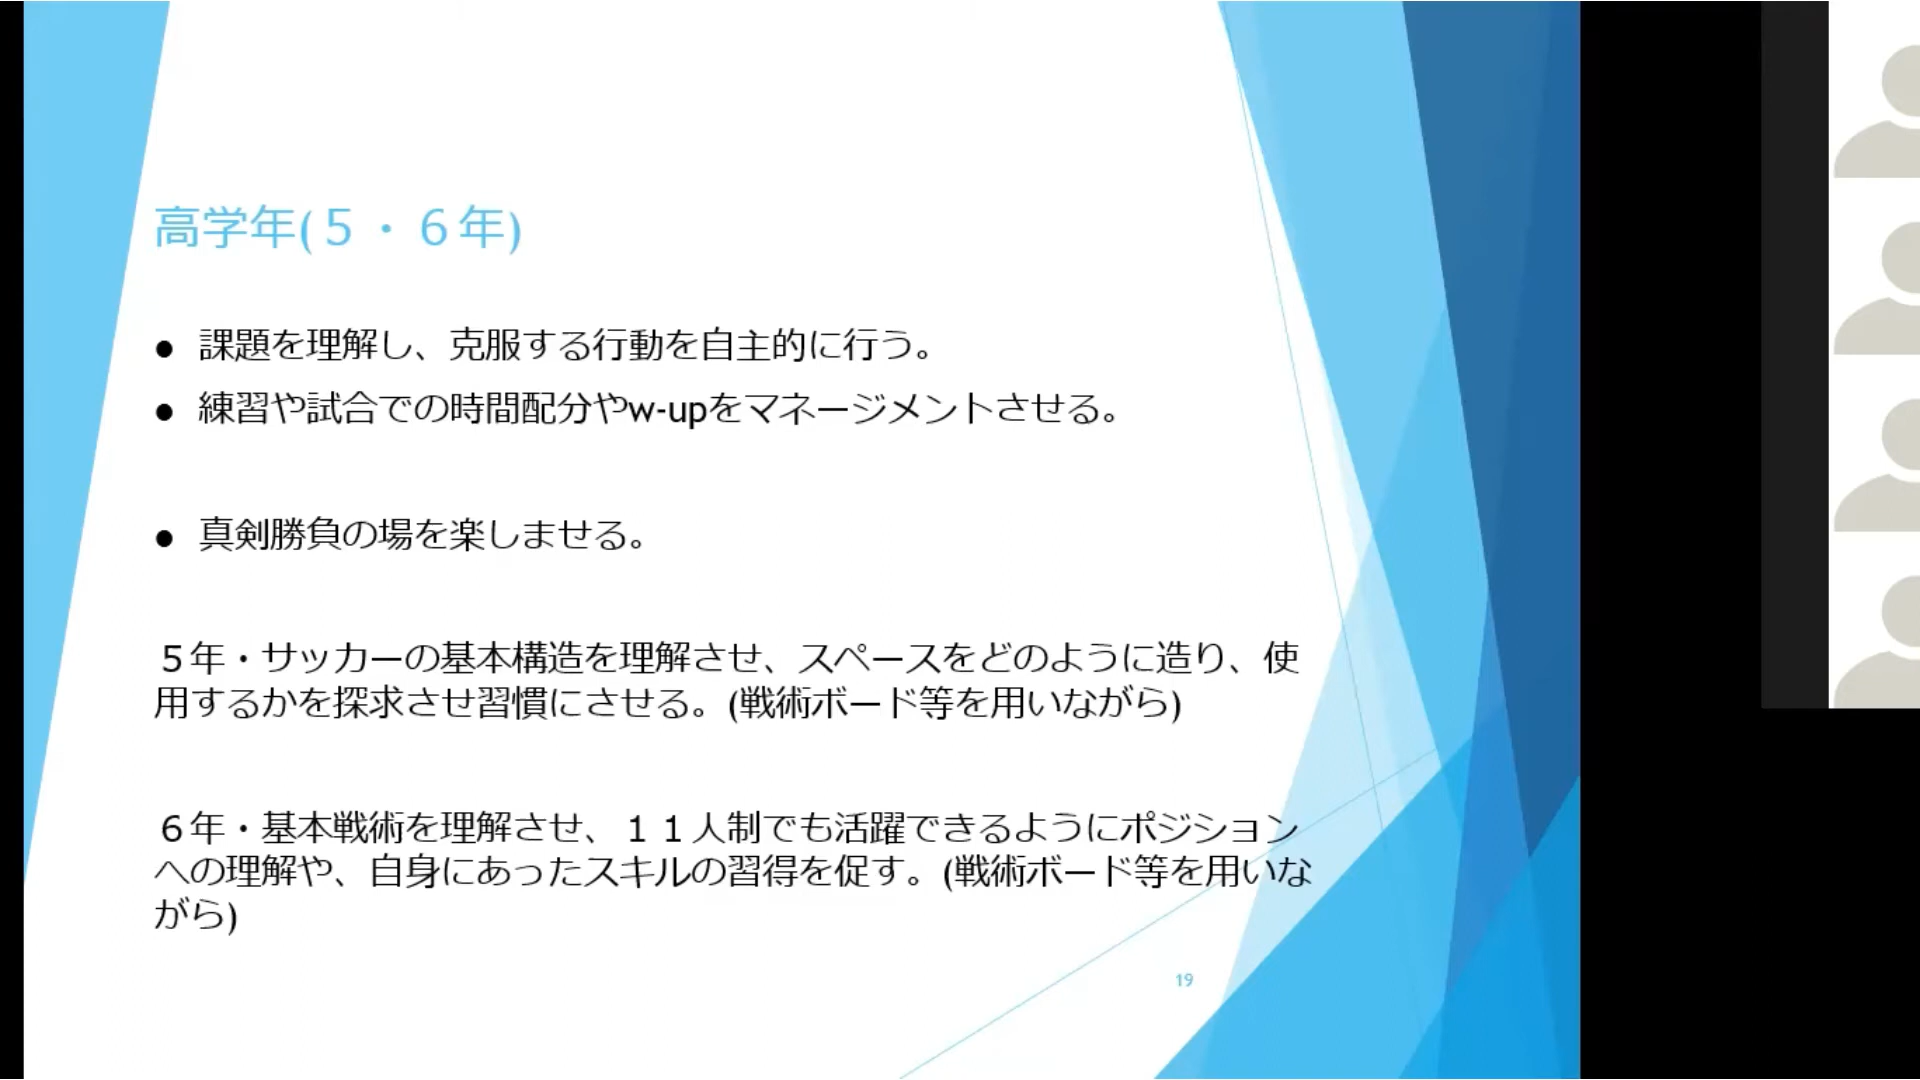 高学年(５・６年)
● 課題を理解し、克服する行動を自主的に行う。
● 練習や試合での時間配分やw-upをマネージメントさせる。
● 真剣勝負の場を楽しませる。
５年・サッカーの基本構造を理解させ、スペースをどのように造り、使
用するかを探求させ習慣にさせる。(戦術ボード等を用いながら)
６年・基本戦術を理解させ、１１人制でも活躍できるようにポジション
への理解や、自身にあったスキルの習得を促す。(戦術ボード等を用いな
がら)
19